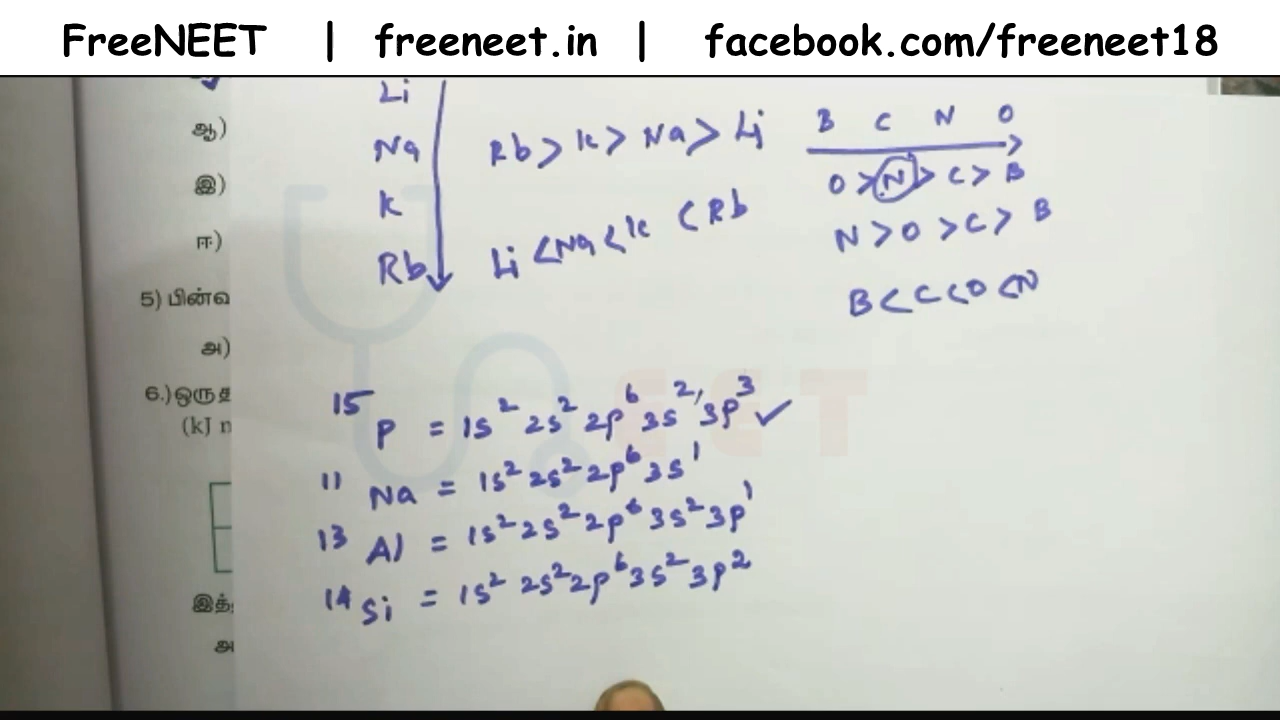 FreeNEET | freeneet.in | facebook.com/freeneet18
Li
Na
K
Rb
Rb > K > Na > Li
Li < Na < K < Rb
B C N O
O > N > C > B
N > O > C > B
B < C < O < N
ஆ)
இ)
ஈ)
5) பின்வ
அ)
6.) ஒரு த
(kJ n
15 P = 1s² 2s² 2p⁶ 3s², 3p³ ✓
11 Na = 1s² 2s² 2p⁶ 3s¹
13 Al = 1s² 2s² 2p⁶ 3s² 3p¹
14 Si = 1s² 2s² 2p⁶ 3s² 3p²
இத்
அ
EET